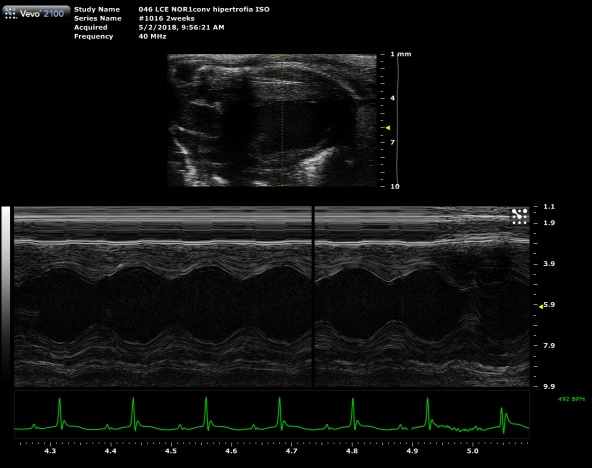 Vevo 2100
Study Name 046 LCE NOR1conv hipertrofia ISO
Series Name #1016 2weeks
Acquired 5/2/2018, 9:56:21 AM
Frequency 40 MHz
1 mm
4
7
10
1.1
1.9
3.9
5.9
7.9
9.9
492 BPM
4.3 4.4 4.5 4.6 4.7 4.8 4.9 5.0